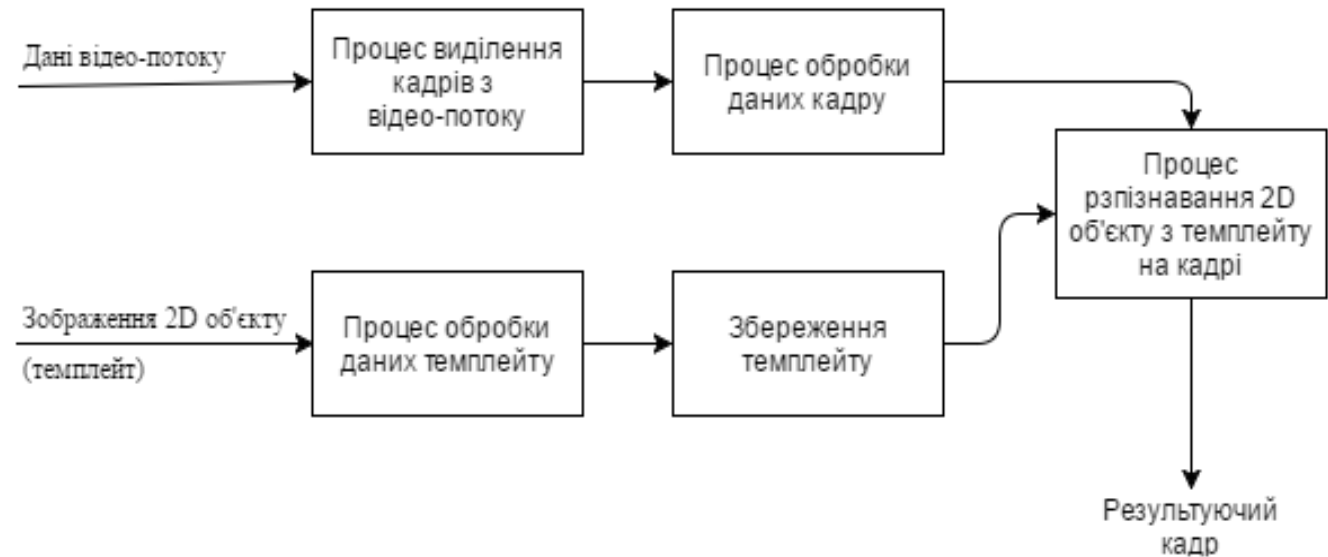 Дані відео-потоку
Процес виділення
кадрів з
відео-потоку
Процес обробки
даних кадру
Процес
рзпізнавання 2D
об'єкту з темплейту
на кадрі
Зображення 2D об'єкту
(темплейт)
Процес обробки
даних темплейту
Збереження
темплейту
Результуючий
кадр